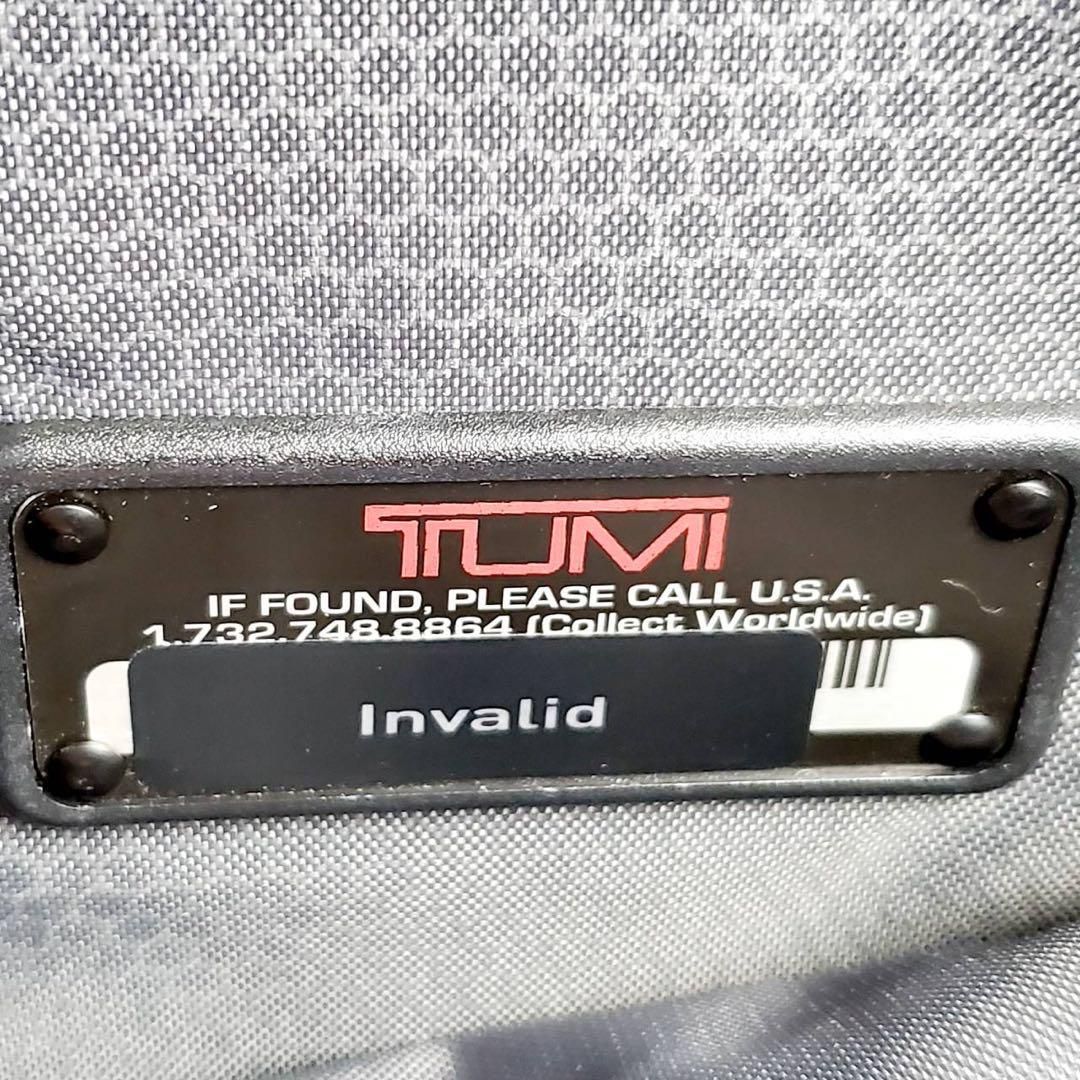 TUMI
IF FOUND, PLEASE CALL U.S.A.
1.732.748.8864 (Collect Worldwide)
Invalid